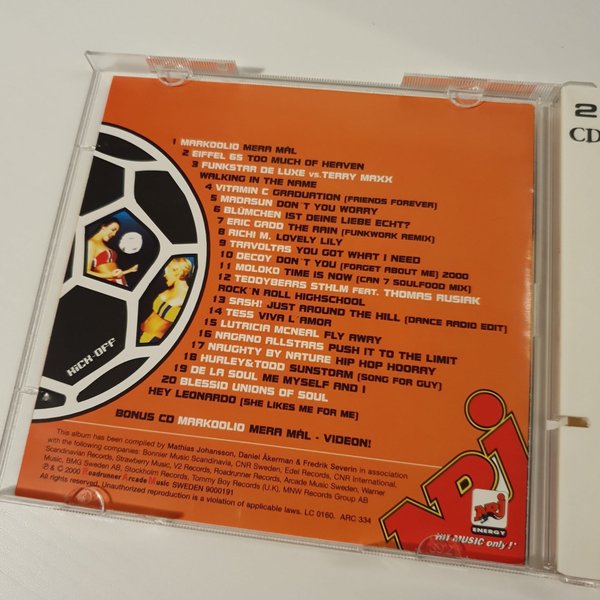 1 MARKOOLIO MERA MÅL
2 EIFFEL 65 TOO MUCH OF HEAVEN
3 FUNKSTAR DE LUXE VS. TERRY MAXX
WALKING IN THE NAME
4 VITAMIN C GRADUATION (FRIENDS FOREVER)
5 MADASUN DON´T YOU WORRY
6 BLÜMCHEN IST DEINE LIEBE ECHT?
7 ERIC GADD THE RAIN (FUNKWORK REMIX)
8 RICHI M. LOVELY LILY
9 TRAVOLTAS YOU GOT WHAT I NEED
10 DECOY DON´T YOU (FORGET ABOUT ME) 2000
11 MOLOKO TIME IS NOW (CAN 7 SOULFOOD MIX)
12 TEDDYBEARS STHLM FEAT. THOMAS RUSIAK
ROCK´N ROLL HIGHSCHOOL
13 SASH! JUST AROUND THE HILL (DANCE RADIO EDIT)
14 TESS VIVA L´AMOR
15 LUTRICIA MCNEAL FLY AWAY
16 NAGANO ALLSTARS PUSH IT TO THE LIMIT
17 NAUGHTY BY NATURE HIP HOP HOORRY
18 HURLEY&TODD SUNSTORM (SONG FOR GUY)
19 DE LA SOUL ME MYSELF AND I
20 BLESSID UNIONS OF SOUL
HEY LEONARDO (SHE LIKES ME FOR ME)
BONUS CD MARKOOLIO MERA MÅL - VIDEON!
This album has been compiled by Mathias Johansson, Daniel Åkerman & Fredrik Severin in association
with the following companies: Bonnier Music Scandinavia, CNR Sweden, Edel Records, CNR International,
Scandinavian Records, Strawberry Music, V2 Records, Roadrunner Records, Arcade Music Sweden, Warner
Music, BMG Sweden AB, Stockholm Records, Tommy Boy Records (U.K), MNW Records Group AB
℗ & © 2000 Roadrunner Arcade Music SWEDEN 9000191
All rights reserved. Unauthorized reproduction is a violation of applicable laws. LC 0160. ARC 334
KICK-OFF
NRJ
NRJ
ENERGY
HIT MUSIC only!
2
CD